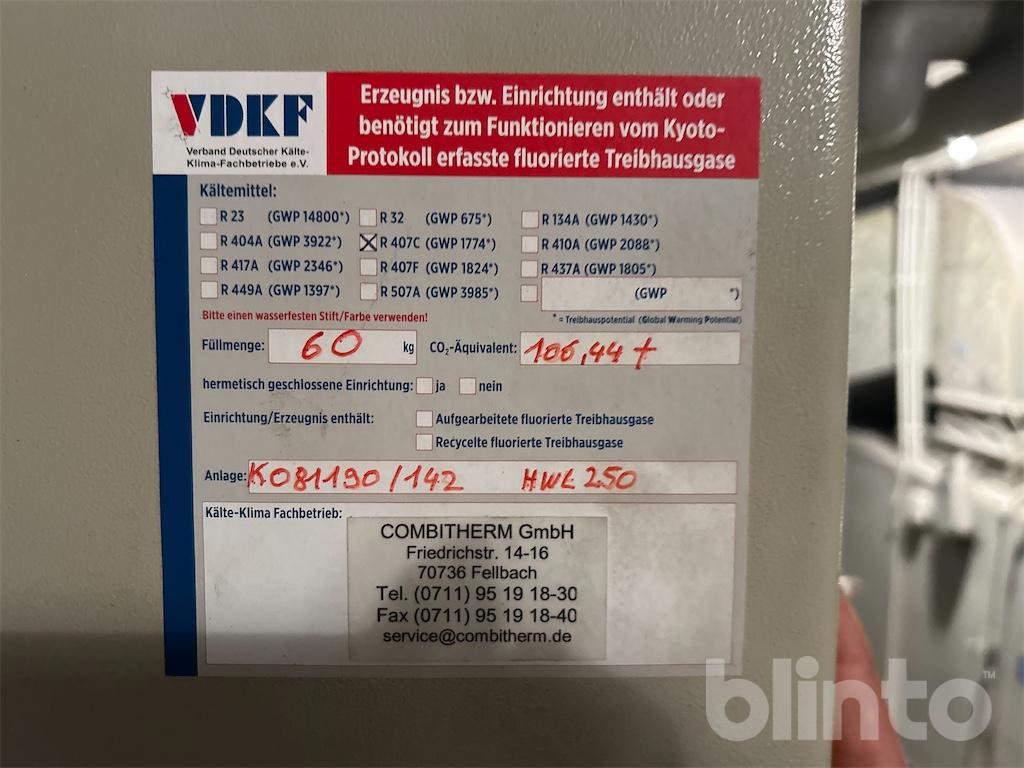 VDKF
Verband Deutscher Kälte-
Klima-Fachbetriebe e.V.
Erzeugnis bzw. Einrichtung enthält oder
benötigt zum Funktionieren vom Kyoto-
Protokoll erfasste fluorierte Treibhausgase
Kältemittel:
R 23 (GWP 14800*) R 32 (GWP 675*) R 134A (GWP 1430*)
R 404A (GWP 3922*) R 407C (GWP 1774*) R 410A (GWP 2088*)
R 417A (GWP 2346*) R 407F (GWP 1824*) R 437A (GWP 1805*)
R 449A (GWP 1397*) R 507A (GWP 3985*) (GWP *)
Bitte einen wasserfesten Stift/Farbe verwenden!
* = Treibhauspotential (Global Warming Potential)
Füllmenge: 60 kg CO₂-Äquivalent: 106,44 t
hermetisch geschlossene Einrichtung: ja nein
Einrichtung/Erzeugnis enthält: Aufgearbeitete fluorierte Treibhausgase
Recycelte fluorierte Treibhausgase
Anlage: K081190/142 HWL 250
Kälte-Klima Fachbetrieb:
COMBITHERM GmbH
Friedrichstr. 14-16
70736 Fellbach
Tel. (0711) 95 19 18-30
Fax (0711) 95 19 18-40
service@combitherm.de
blinto™